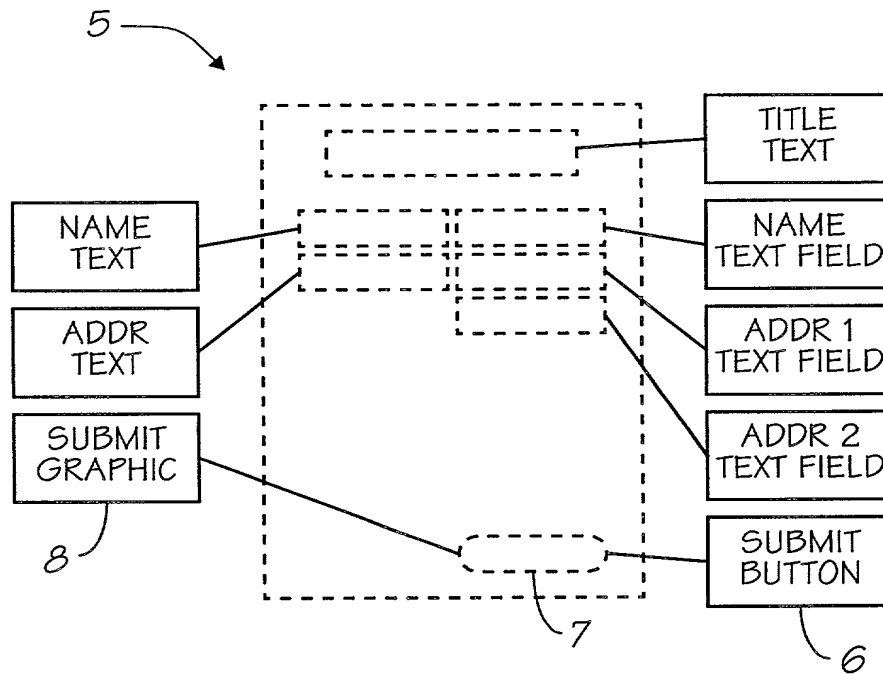 5
TITLE
TEXT
NAME
TEXT
NAME
TEXT FIELD
ADDR
TEXT
ADDR 1
TEXT FIELD
SUBMIT
GRAPHIC
ADDR 2
TEXT FIELD
8
SUBMIT
BUTTON
7
6